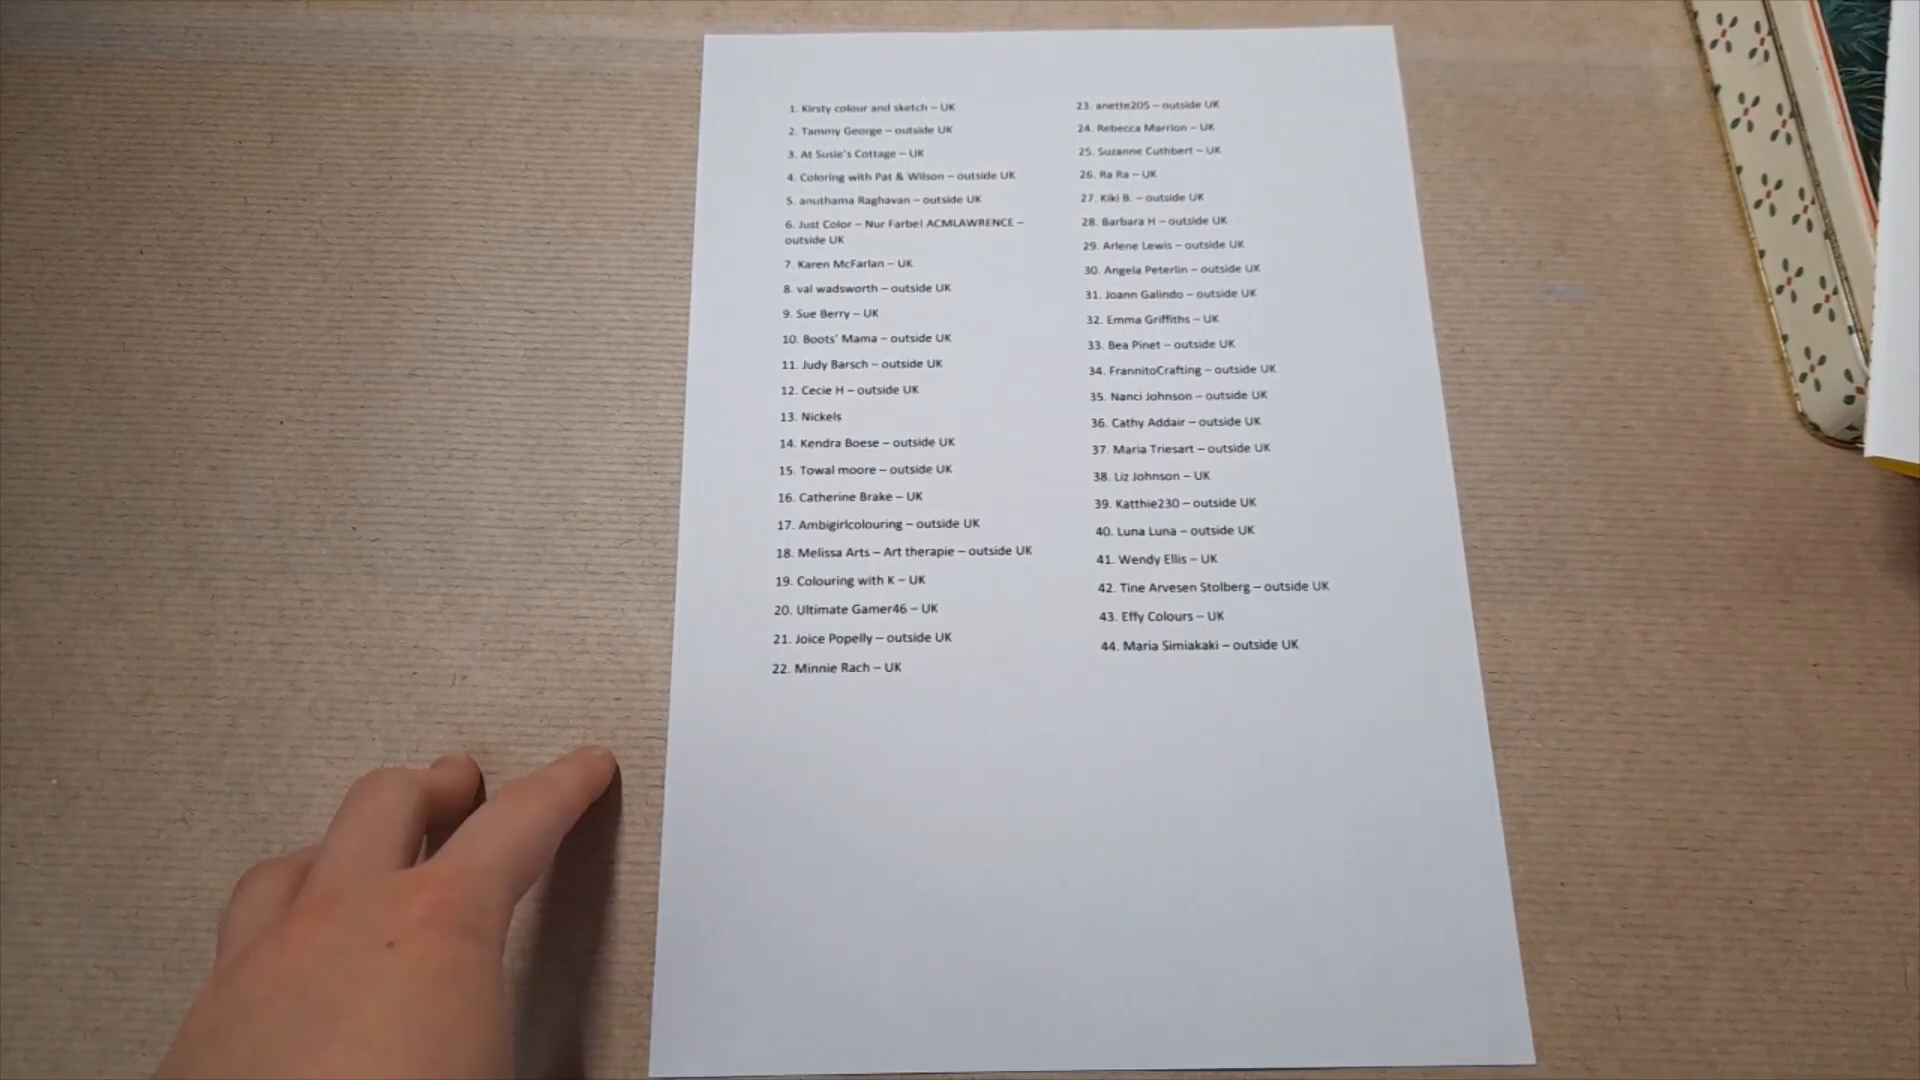 1. Kirsty colour and sketch – UK
2. Tammy George – outside UK
3. At Susie's Cottage – UK
4. Coloring with Pat & Wilson – outside UK
5. anuthama Raghavan – outside UK
6. Just Color – Nur Farbe! ACMLAWRENCE –
outside UK
7. Karen McFarlan – UK
8. val wadsworth – outside UK
9. Sue Berry – UK
10. Boots' Mama – outside UK
11. Judy Barsch – outside UK
12. Cecie H – outside UK
13. Nickels
14. Kendra Boese – outside UK
15. Towal moore – outside UK
16. Catherine Brake – UK
17. Ambigirlcolouring – outside UK
18. Melissa Arts – Art therapie – outside UK
19. Colouring with K – UK
20. Ultimate Gamer46 – UK
21. Joice Popelly – outside UK
22. Minnie Rach – UK
23. anette205 – outside UK
24. Rebecca Marrion – UK
25. Suzanne Cuthbert – UK
26. Ra Ra – UK
27. Kiki B. – outside UK
28. Barbara H – outside UK
29. Arlene Lewis – outside UK
30. Angela Peterlin – outside UK
31. Joann Galindo – outside UK
32. Emma Griffiths – UK
33. Bea Pinet – outside UK
34. FrannitoCrafting – outside UK
35. Nanci Johnson – outside UK
36. Cathy Addair – outside UK
37. Maria Triesart – outside UK
38. Liz Johnson – UK
39. Katthie230 – outside UK
40. Luna Luna – outside UK
41. Wendy Ellis – UK
42. Tine Arvesen Stolberg – outside UK
43. Effy Colours – UK
44. Maria Simiakaki – outside UK